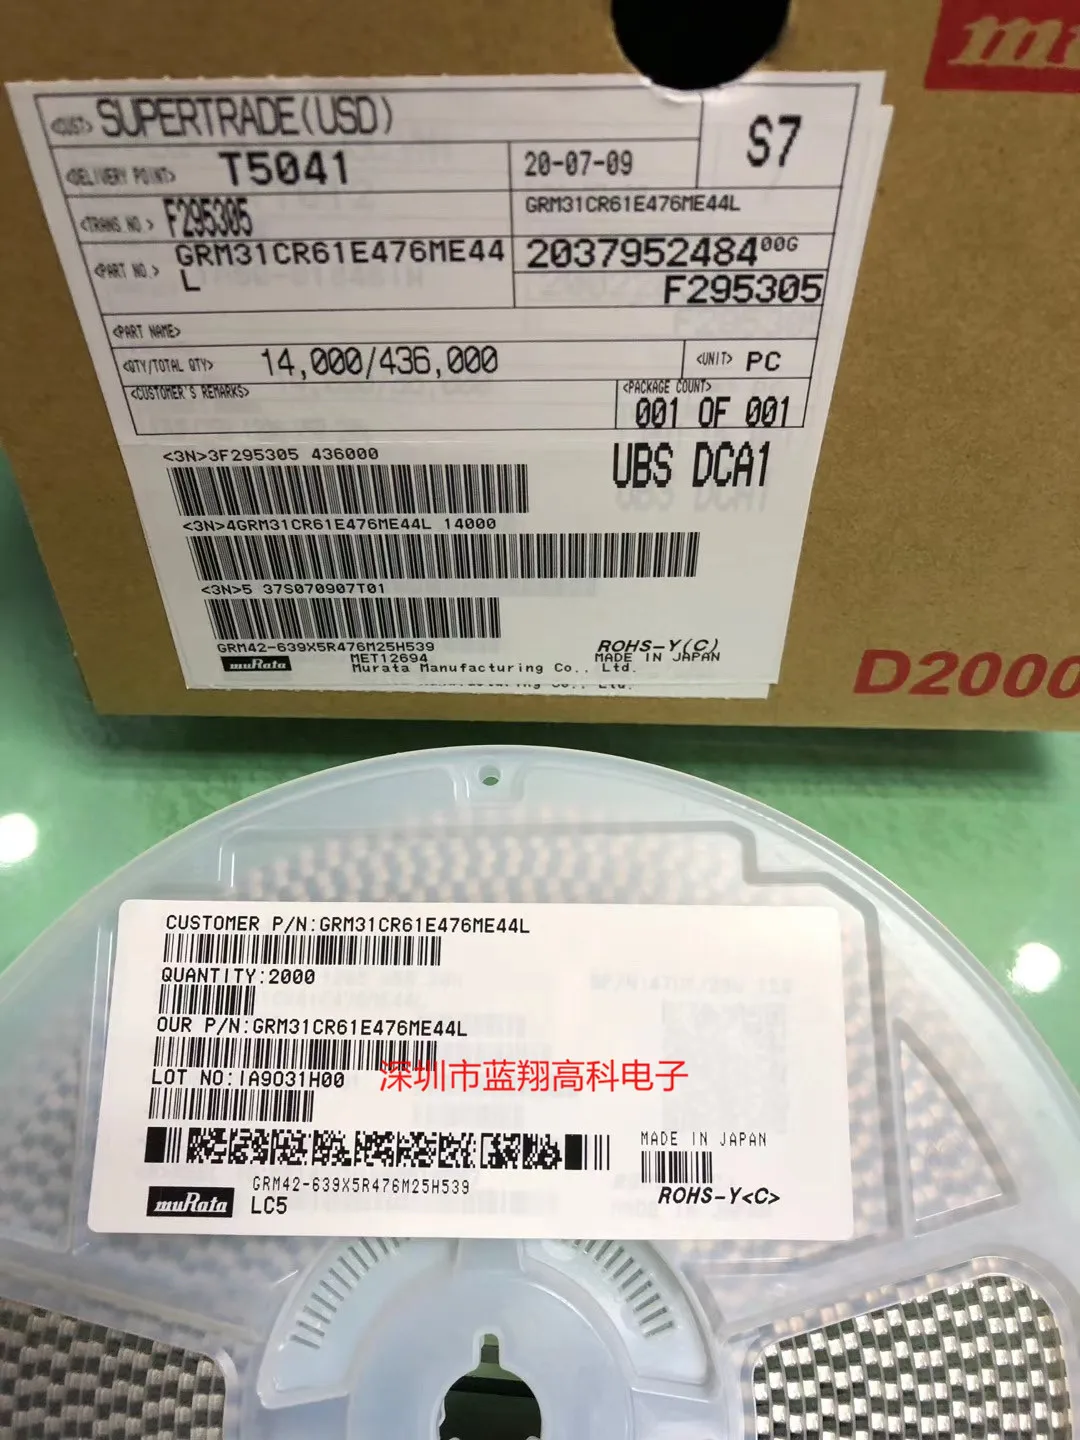 <CUST> SUPERTRADE(USD)
S7
<DELIVERY POINT> T5041
20-07-09
<TRANS.NO.> F295305
GRM31CR61E476ME44L
<PART NO.> GRM31CR61E476ME44
L
203795248400G
F295305
<PART NAME>
<QTY/TOTAL QTY> 14,000/436,000
<UNIT> PC
<CUSTOMER'S REMARKS>
<PACKAGE COUNT>
001 OF 001
<3N>3F295305 436000
UBS DCA1
<3N>4GRM31CR61E476ME44L 14000
<3N>5 37S070907T01
GRM42-639X5R476M25H539
ROHS-Y(C)
muRata
MET12694
MADE IN JAPAN
Murata Manufacturing Co., Ltd.
D2000
CUSTOMER P/N:GRM31CR61E476ME44L
QUANTITY:2000
OUR P/N:GRM31CR61E476ME44L
深圳市蓝翔高科电子
LOT NO:IA9031H00
MADE IN JAPAN
GRM42-639X5R476M25H539
muRata
LC5
ROHS-Y<C>